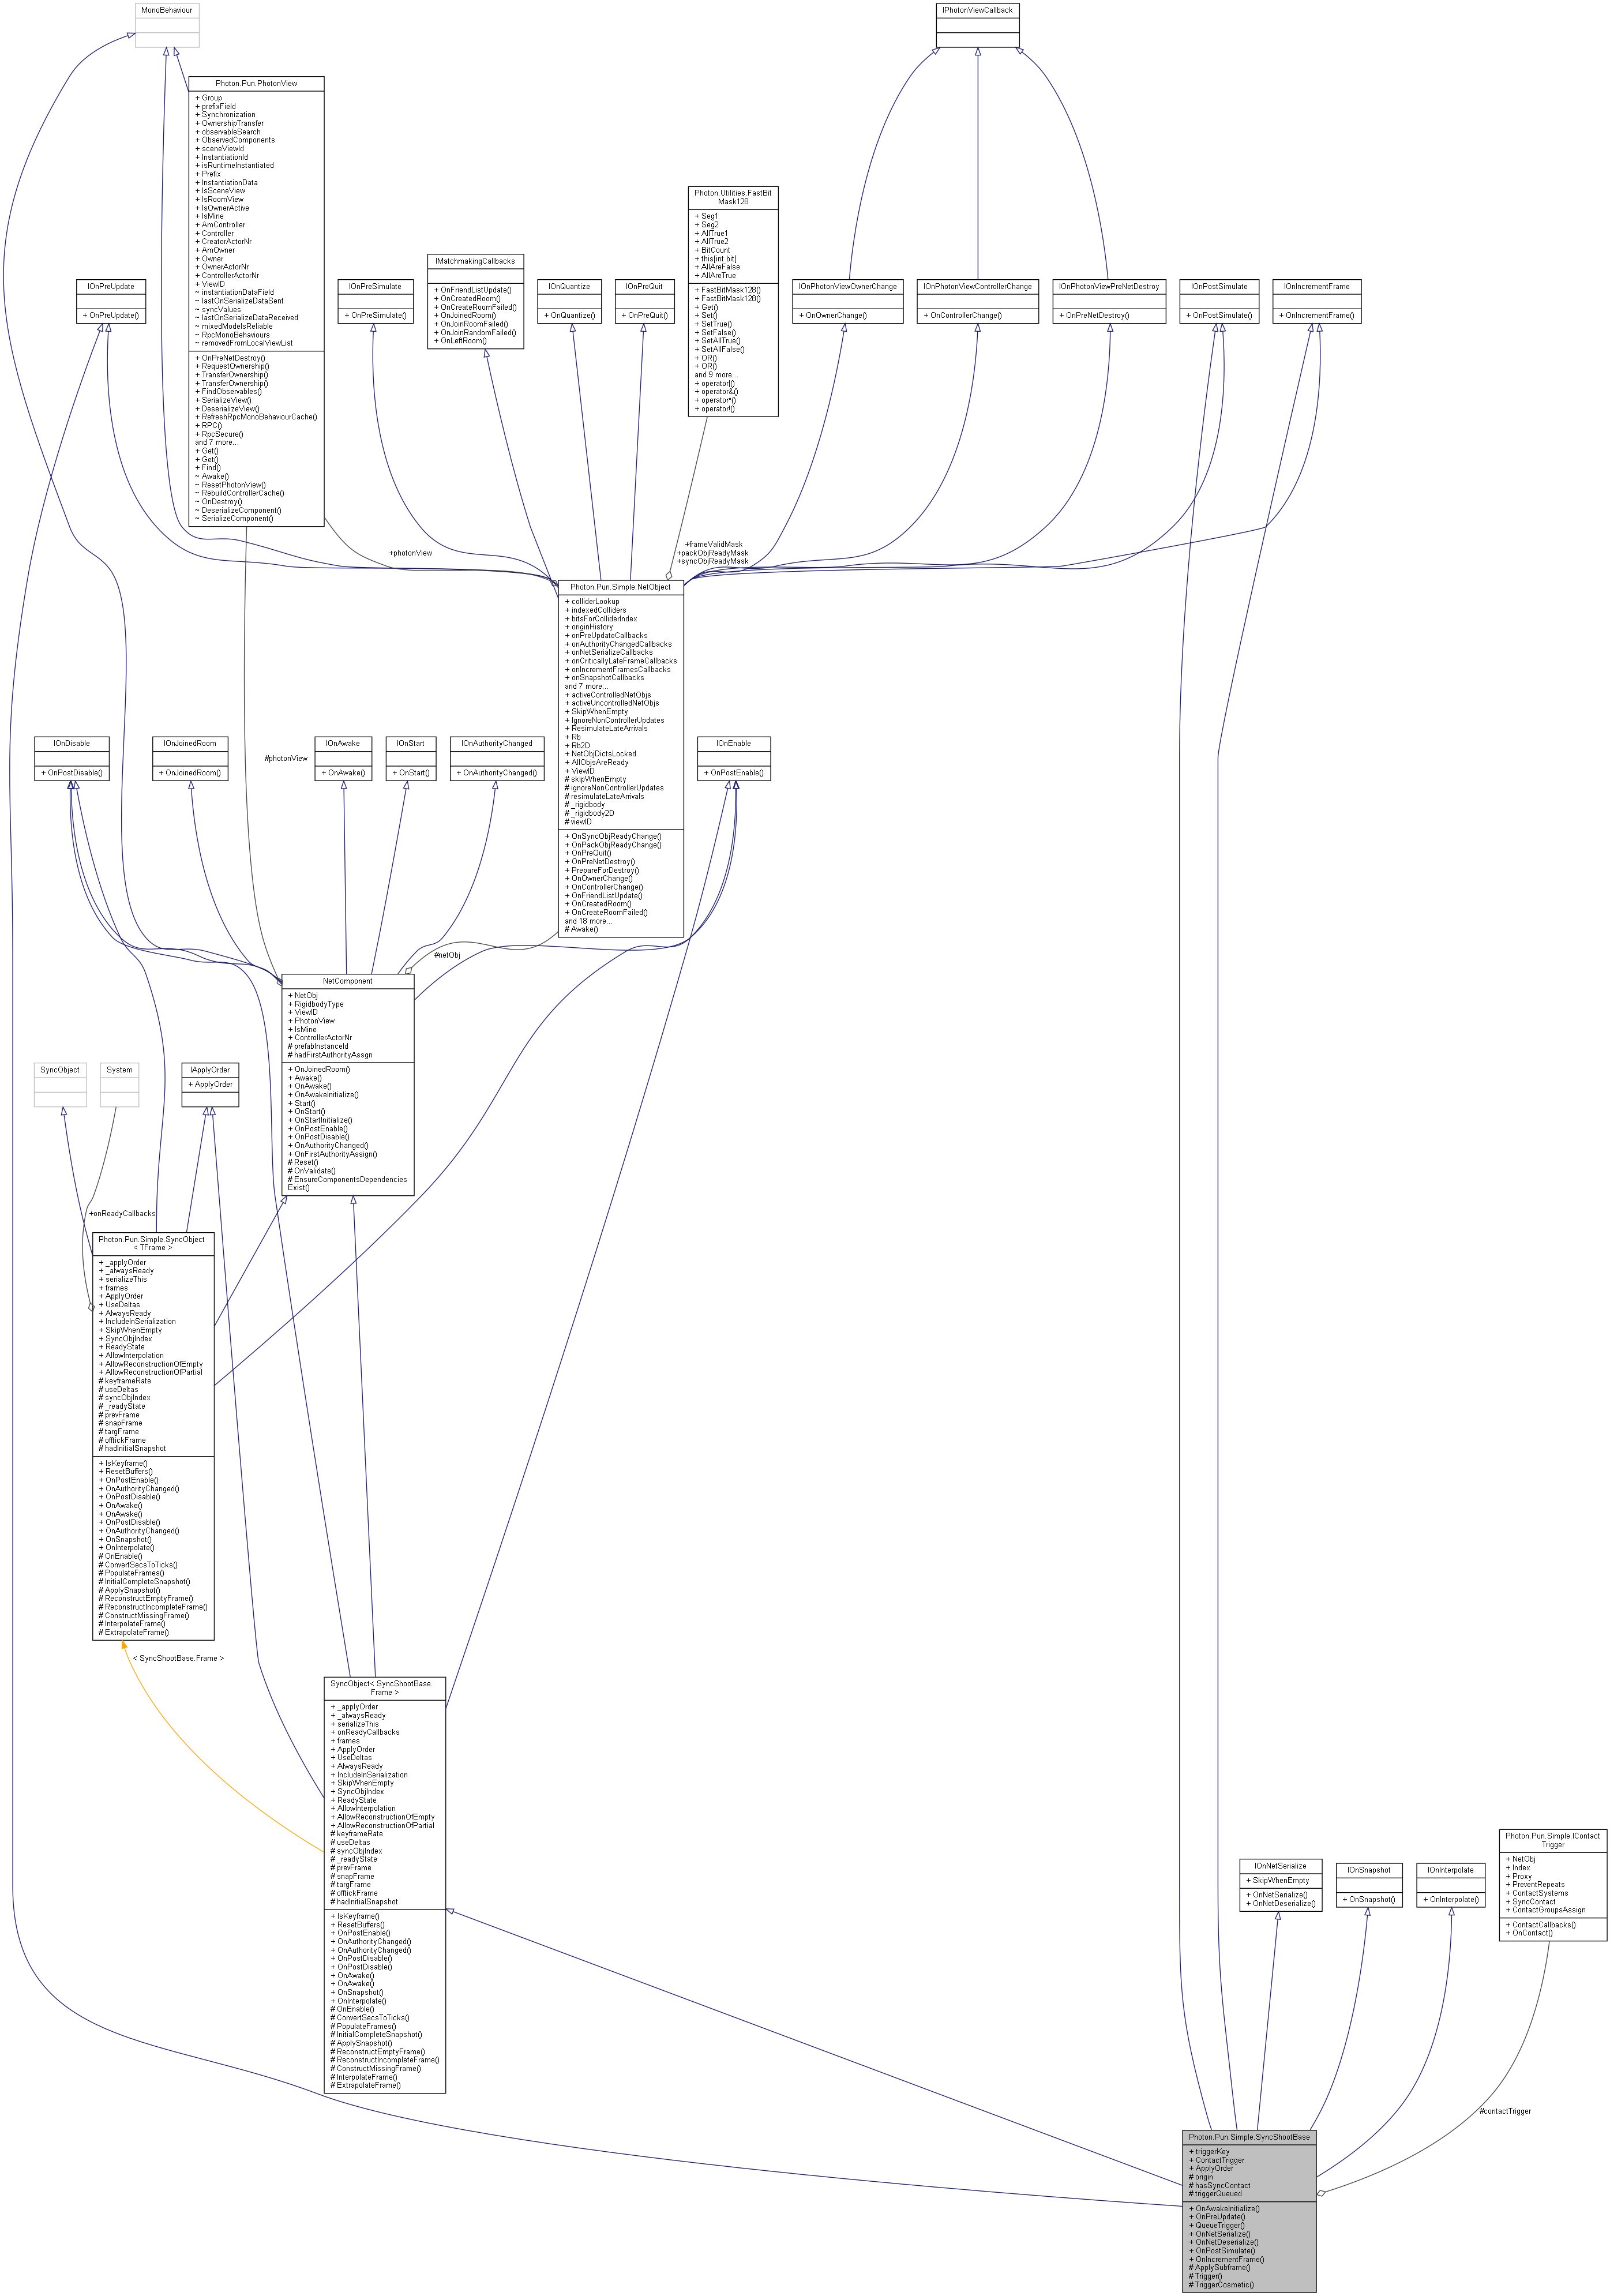 MonoBehaviour
IPhotonViewCallback
Photon.Pun.PhotonView
+ Group
+ prefixField
+ Synchronization
+ OwnershipTransfer
+ observableSearch
+ ObservedComponents
+ sceneViewId
+ InstantiationId
+ isRuntimeInstantiated
+ Prefix
+ InstantiationData
+ IsSceneView
+ IsRoomView
+ IsOwnerActive
+ IsMine
+ AmController
+ Controller
+ CreatorActorNr
+ AmOwner
+ Owner
+ OwnerActorNr
+ ControllerActorNr
+ ViewID
~ instantiationDataField
~ lastOnSerializeDataSent
~ syncValues
~ lastOnSerializeDataReceived
~ mixedModeIsReliable
~ RpcMonoBehaviours
~ removedFromLocalViewList
+ OnPreNetDestroy()
+ RequestOwnership()
+ TransferOwnership()
+ TransferOwnership()
+ FindObservables()
+ SerializeView()
+ DeserializeView()
+ RefreshRpcMonoBehaviourCache()
+ RPC()
+ RpcSecure()
and 7 more...
+ Get()
+ Get()
+ Find()
~ Awake()
~ ResetPhotonView()
~ RebuildControllerCache()
~ OnDestroy()
~ DeserializeComponent()
~ SerializeComponent()
Photon.Utilities.FastBit
Mask128
+ Seg1
+ Seg2
+ AllTrue1
+ AllTrue2
+ BitCount
+ this[int bit]
+ AllAreFalse
+ AllAreTrue
+ FastBitMask128()
+ FastBitMask128()
+ Get()
+ Set()
+ SetTrue()
+ SetFalse()
+ SetAllTrue()
+ SetAllFalse()
+ OR()
+ OR()
and 9 more...
+ operator|()
+ operator&()
+ operator^()
+ operator!()
IMatchmakingCallbacks
+ OnFriendListUpdate()
+ OnCreatedRoom()
+ OnCreateRoomFailed()
+ OnJoinedRoom()
+ OnJoinRoomFailed()
+ OnJoinRandomFailed()
+ OnLeftRoom()
IOnPreUpdate
+ OnPreUpdate()
IOnPreSimulate
+ OnPreSimulate()
IOnQuantize
+ OnQuantize()
IOnPreQuit
+ OnPreQuit()
IOnPhotonViewOwnerChange
+ OnOwnerChange()
IOnPhotonViewControllerChange
+ OnControllerChange()
IOnPhotonViewPreNetDestroy
+ OnPreNetDestroy()
IOnPostSimulate
+ OnPostSimulate()
IOnIncrementFrame
+ OnIncrementFrame()
+photonView
+frameValidMask
+packObjReadyMask
+syncObjReadyMask
Photon.Pun.Simple.NetObject
+ colliderLookup
+ indexedColliders
+ bitsForColliderIndex
+ originHistory
+ onPreUpdateCallbacks
+ onAuthorityChangedCallbacks
+ onNetSerializeCallbacks
+ onCriticallyLateFrameCallbacks
+ onIncrementFramesCallbacks
+ onSnapshotCallbacks
and 7 more...
+ activeControlledNetObjs
+ activeUncontrolledNetObjs
+ SkipWhenEmpty
+ IgnoreNonControllerUpdates
+ ResimulateLateArrivals
+ Rb
+ Rb2D
+ NetObjDictsLocked
+ AllObjsAreReady
+ ViewID
# skipWhenEmpty
# ignoreNonControllerUpdates
# resimulateLateArrivals
# _rigidbody
# _rigidbody2D
# viewID
+ OnSyncObjReadyChange()
+ OnPackObjReadyChange()
+ OnPreQuit()
+ OnPreNetDestroy()
+ PrepareForDestroy()
+ OnOwnerChange()
+ OnControllerChange()
+ OnFriendListUpdate()
+ OnCreatedRoom()
+ OnCreateRoomFailed()
and 18 more...
# Awake()
IOnDisable
+ OnPostDisable()
IOnJoinedRoom
+ OnJoinedRoom()
#photonView
IOnAwake
+ OnAwake()
IOnStart
+ OnStart()
IOnAuthorityChanged
+ OnAuthorityChanged()
IOnEnable
+ OnPostEnable()
#netObj
NetComponent
+ NetObj
+ RigidbodyType
+ ViewID
+ PhotonView
+ IsMine
+ ControllerActorNr
# prefabInstanceId
# hadFirstAuthorityAssgn
+ OnJoinedRoom()
+ Awake()
+ OnAwake()
+ OnAwakeInitialize()
+ Start()
+ OnStart()
+ OnStartInitialize()
+ OnPostEnable()
+ OnPostDisable()
+ OnAuthorityChanged()
+ OnFirstAuthorityAssign()
# Reset()
# OnValidate()
# EnsureComponentsDependencies
Exist()
SyncObject
System
IApplyOrder
+ ApplyOrder
+onReadyCallbacks
Photon.Pun.Simple.SyncObject
< TFrame >
+ _applyOrder
+ _alwaysReady
+ serializeThis
+ frames
+ ApplyOrder
+ UseDeltas
+ AlwaysReady
+ IncludeInSerialization
+ SkipWhenEmpty
+ SyncObjIndex
+ ReadyState
+ AllowInterpolation
+ AllowReconstructionOfEmpty
+ AllowReconstructionOfPartial
# keyframeRate
# useDeltas
# syncObjIndex
# _readyState
# prevFrame
# snapFrame
# targFrame
# offtickFrame
# hadInitialSnapshot
+ IsKeyframe()
+ ResetBuffers()
+ OnPostEnable()
+ OnAuthorityChanged()
+ OnPostDisable()
+ OnAwake()
+ OnAwake()
+ OnPostDisable()
+ OnAuthorityChanged()
+ OnSnapshot()
+ OnInterpolate()
# OnEnable()
# ConvertSecsToTicks()
# PopulateFrames()
# InitialCompleteSnapshot()
# ApplySnapshot()
# ReconstructEmptyFrame()
# ReconstructIncompleteFrame()
# ConstructMissingFrame()
# InterpolateFrame()
# ExtrapolateFrame()
< SyncShootBase.Frame >
SyncObject< SyncShootBase.
Frame >
+ _applyOrder
+ _alwaysReady
+ serializeThis
+ onReadyCallbacks
+ frames
+ ApplyOrder
+ UseDeltas
+ AlwaysReady
+ IncludeInSerialization
+ SkipWhenEmpty
+ SyncObjIndex
+ ReadyState
+ AllowInterpolation
+ AllowReconstructionOfEmpty
+ AllowReconstructionOfPartial
# keyframeRate
# useDeltas
# syncObjIndex
# _readyState
# prevFrame
# snapFrame
# targFrame
# offtickFrame
# hadInitialSnapshot
+ IsKeyframe()
+ ResetBuffers()
+ OnPostEnable()
+ OnAuthorityChanged()
+ OnAuthorityChanged()
+ OnPostDisable()
+ OnPostDisable()
+ OnAwake()
+ OnAwake()
+ OnSnapshot()
+ OnInterpolate()
# OnEnable()
# ConvertSecsToTicks()
# PopulateFrames()
# InitialCompleteSnapshot()
# ApplySnapshot()
# ReconstructEmptyFrame()
# ReconstructIncompleteFrame()
# ConstructMissingFrame()
# InterpolateFrame()
# ExtrapolateFrame()
IOnNetSerialize
+ SkipWhenEmpty
+ OnNetSerialize()
+ OnNetDeserialize()
IOnSnapshot
+ OnSnapshot()
IOnInterpolate
+ OnInterpolate()
Photon.Pun.Simple.IContact
Trigger
+ NetObj
+ Index
+ Proxy
+ PreventRepeats
+ ContactSystems
+ SyncContact
+ ContactGroupsAssign
+ ContactCallbacks()
+ OnContact()
#contactTrigger
Photon.Pun.Simple.SyncShootBase
+ triggerKey
+ ContactTrigger
+ ApplyOrder
# origin
# hasSyncContact
# triggerQueued
+ OnAwakeInitialize()
+ OnPreUpdate()
+ QueueTrigger()
+ OnNetSerialize()
+ OnNetDeserialize()
+ OnPostSimulate()
+ OnIncrementFrame()
# ApplySubframe()
# Trigger()
# TriggerCosmetic()